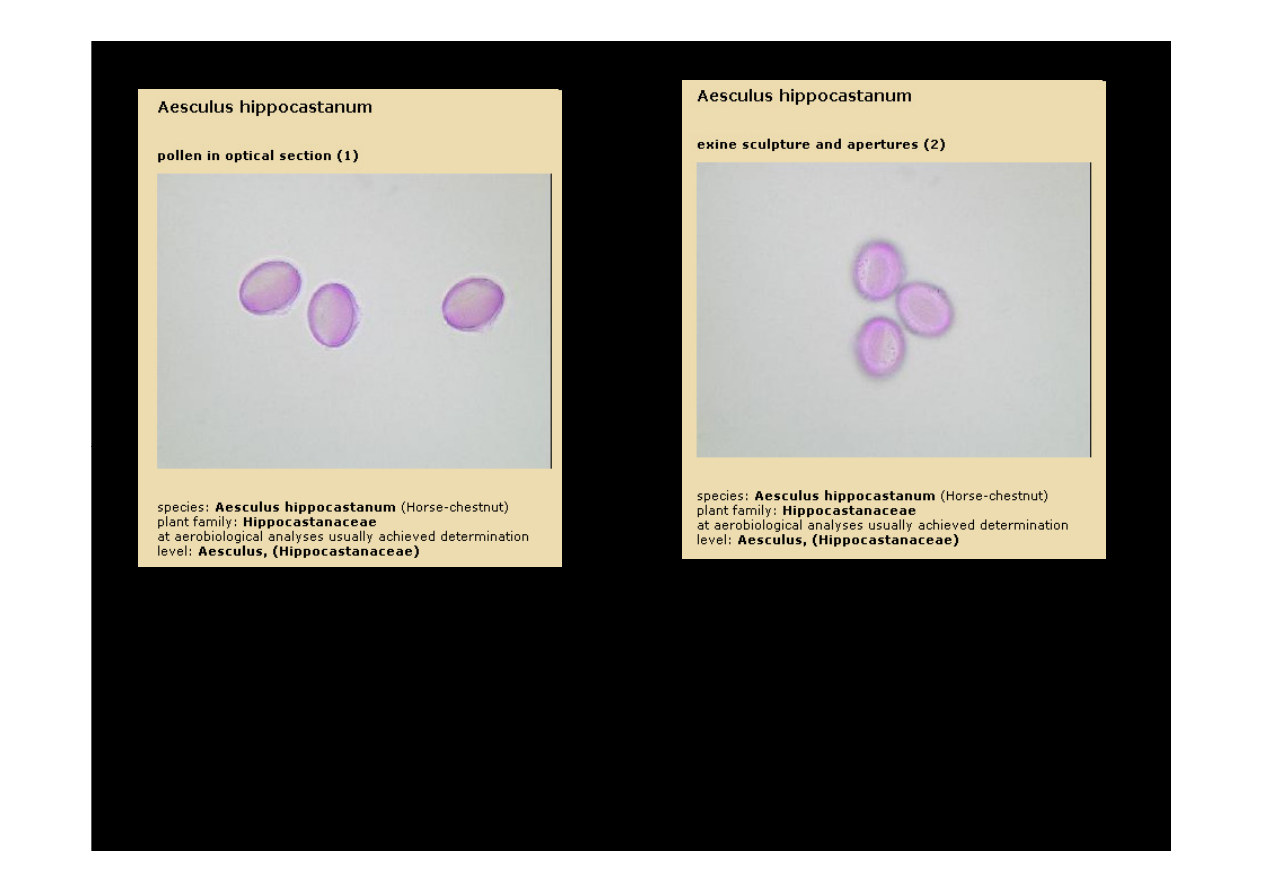 Aesculus hippocastanum
pollen in optical section (1)
species: Aesculus hippocastanum (Horse-chestnut)
plant family: Hippocastanaceae
at aerobiological analyses usually achieved determination
level: Aesculus, (Hippocastanaceae)
Aesculus hippocastanum
exine sculpture and apertures (2)
species: Aesculus hippocastanum (Horse-chestnut)
plant family: Hippocastanaceae
at aerobiological analyses usually achieved determination
level: Aesculus, (Hippocastanaceae)